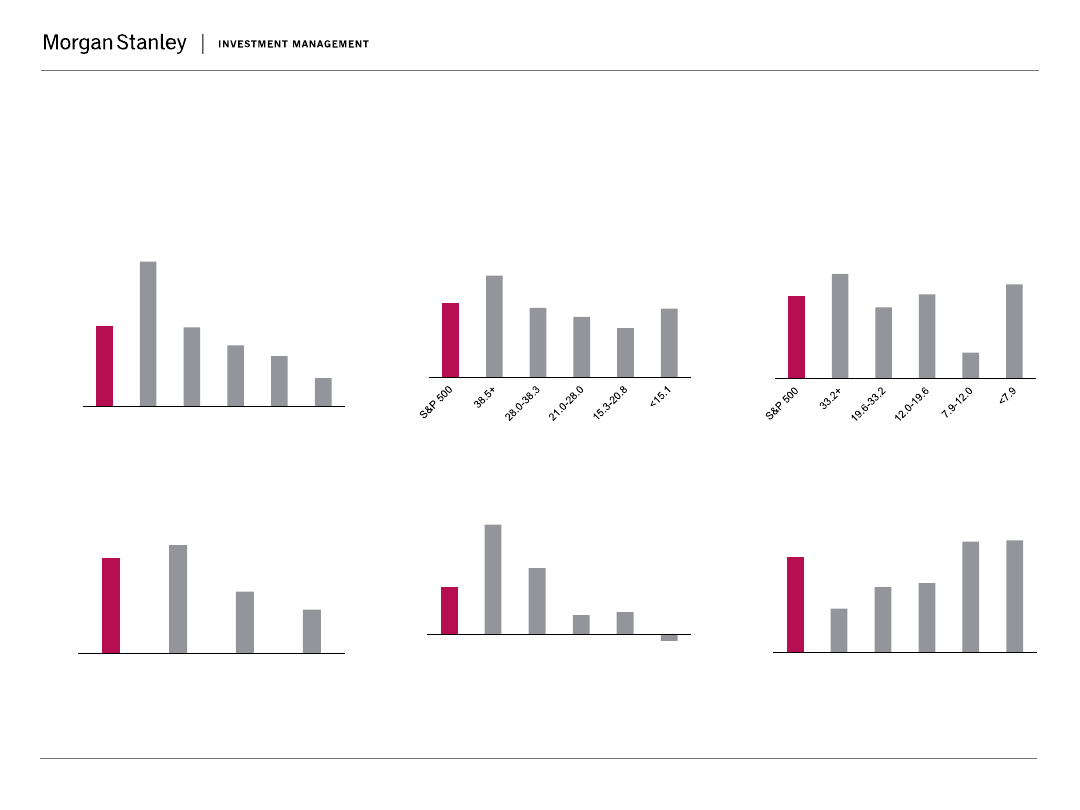 Morgan Stanley | INVESTMENT MANAGEMENT
S&P 500 38.5+ 28.0-38.3 21.0-28.0 15.3-20.8 <15.1
S&P 500 33.2+ 19.6-33.2 12.0-19.6 7.9-12.0 <7.9